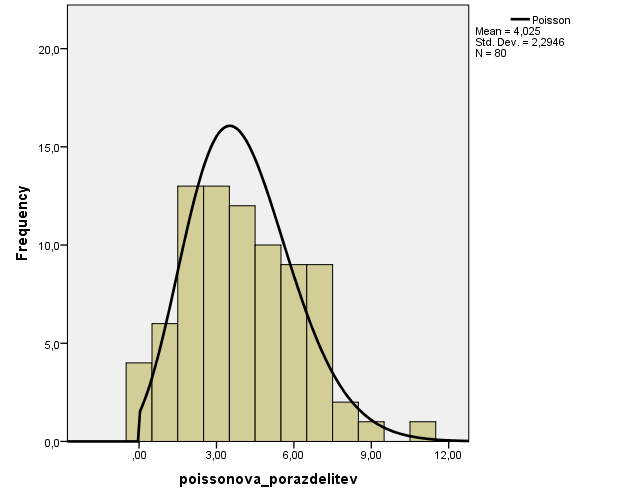 Poisson
Mean = 4,025
Std. Dev. = 2,2946
N = 80
20,0
15,0
10,0
5,0
0,0
Frequency
,00
3,00
6,00
9,00
12,00
poissonova_porazdelitev